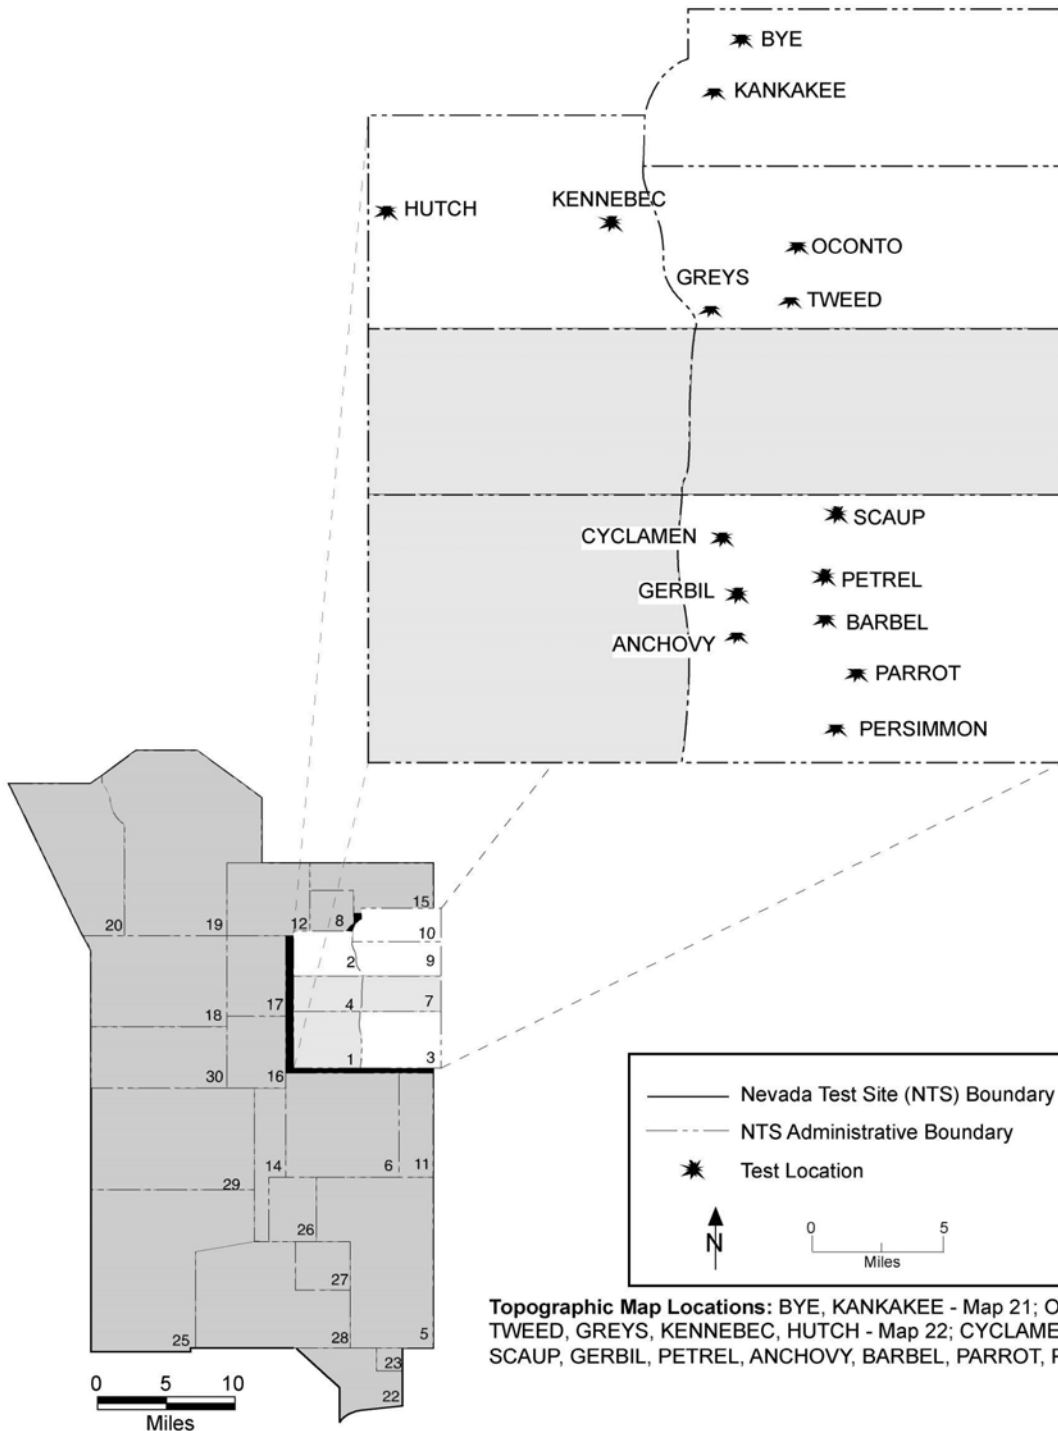 BYE
KANKAKEE
HUTCH
KENNEBEC
OCONTO
GREYS
TWEED
SCAUP
CYCLAMEN
PETREL
GERBIL
BARBEL
ANCHOVY
PARROT
PERSIMMON
20
19
12
8
15
10
2
9
17
4
7
18
1
3
30
16
14
6
11
29
26
27
25
28
5
23
22
0 5 10
Miles
Nevada Test Site (NTS) Boundary
NTS Administrative Boundary
Test Location
N
0 5
Miles
Topographic Map Locations: BYE, KANKAKEE - Map 21; O
TWEED, GREYS, KENNEBEC, HUTCH - Map 22; CYCLAME
SCAUP, GERBIL, PETREL, ANCHOVY, BARBEL, PARROT, P